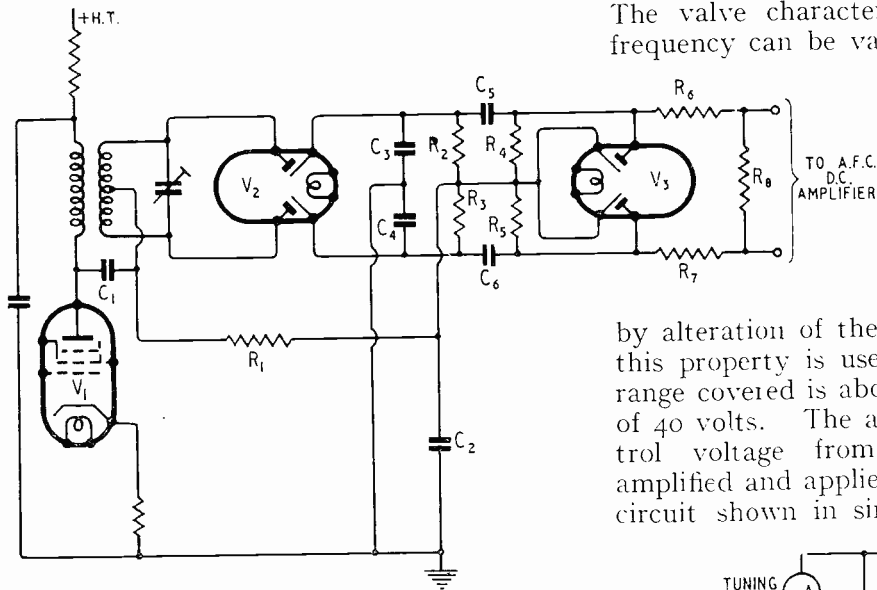 The valve character
frequency can be va
+H.T.
C5
R6
C3
R2
R4
V2
V3
R8
TO A.F.C.
D.C.
AMPLIFIER
C4
R3
R5
C6
R7
C1
R1
V1
C2
by alteration of the
this property is use
range covered is abo
of 40 volts. The a
trol voltage from
amplified and applie
circuit shown in sin
TUNING